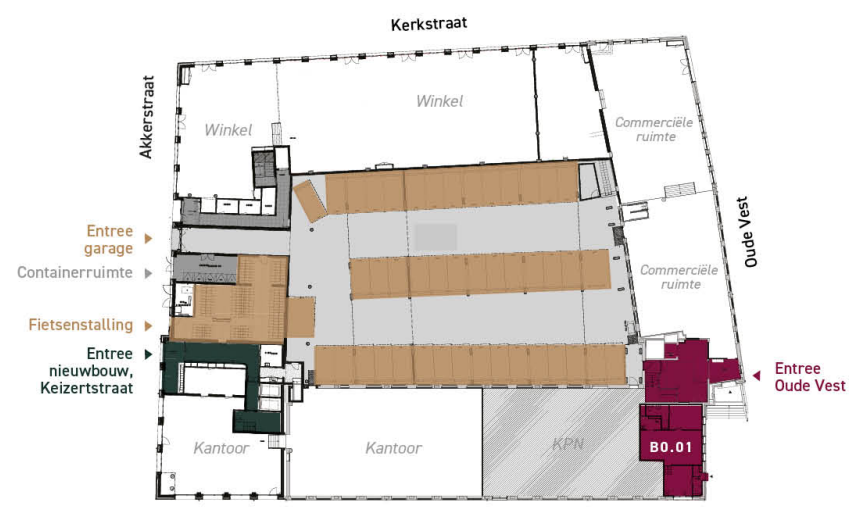 Kerkstraat
Akkerstraat
Winkel
Winkel
Commerciële
ruimte
Oude Vest
Entree
garage
Containerruimte
Commerciële
ruimte
Fietsenstalling
Entree
nieuwbouw,
Keizertstraat
Entree
Oude Vest
Kantoor
Kantoor
KPN
B0.01